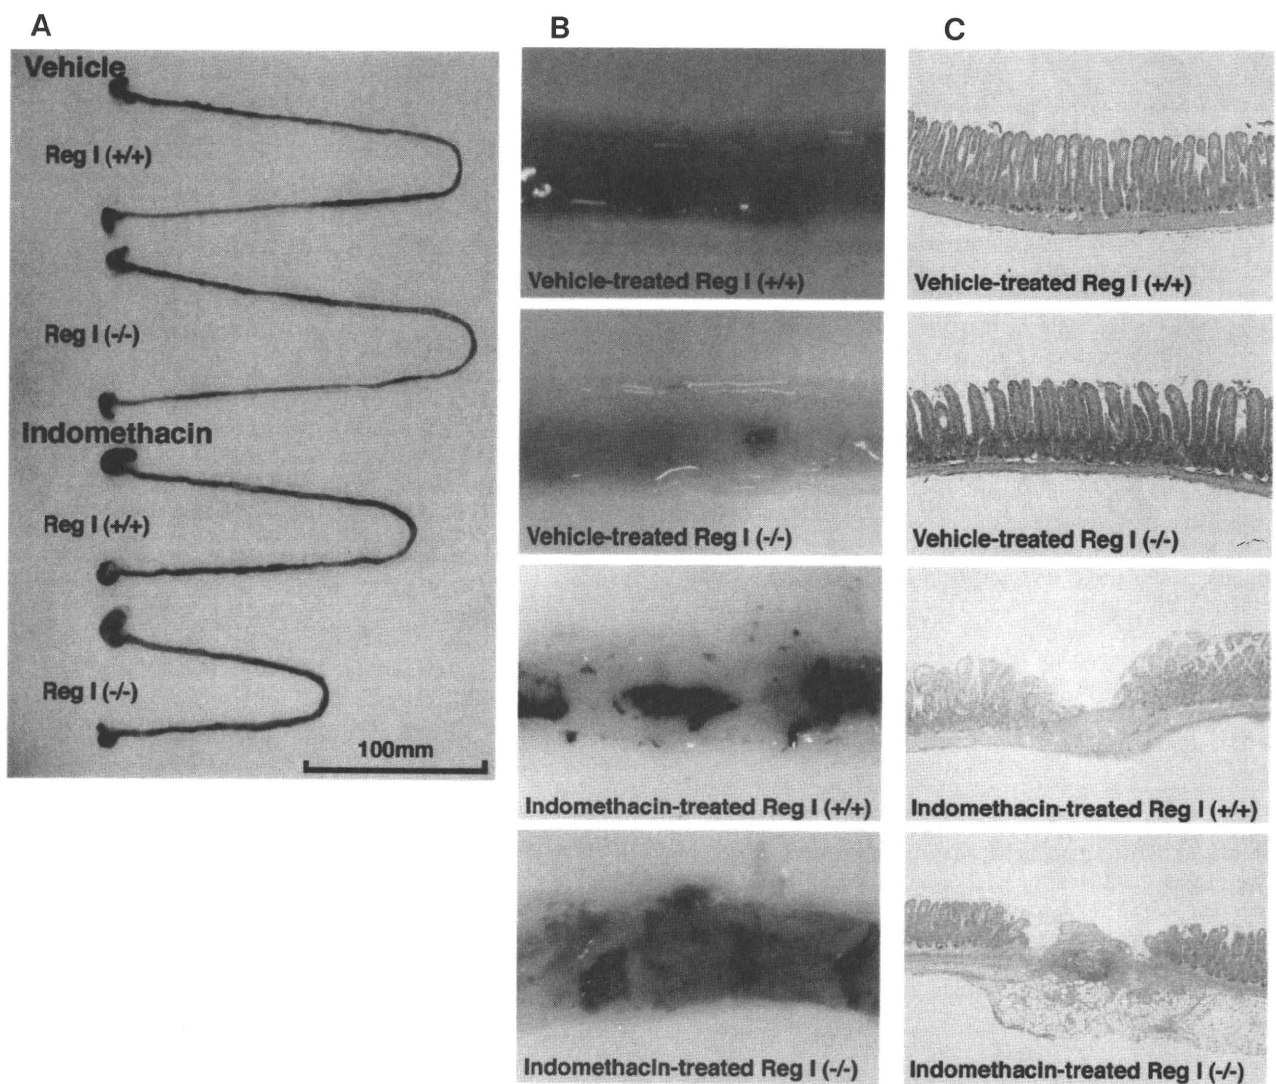 A
Vehicle
Reg I (+/+)
Reg I (-/-)
Indomethacin
Reg I (+/+)
Reg I (-/-)
100mm
B
Vehicle-treated Reg I (+/+)
Vehicle-treated Reg I (-/-)
Indomethacin-treated Reg I (+/+)
Indomethacin-treated Reg I (-/-)
C
Vehicle-treated Reg I (+/+)
Vehicle-treated Reg I (-/-)
Indomethacin-treated Reg I (+/+)
Indomethacin-treated Reg I (-/-)